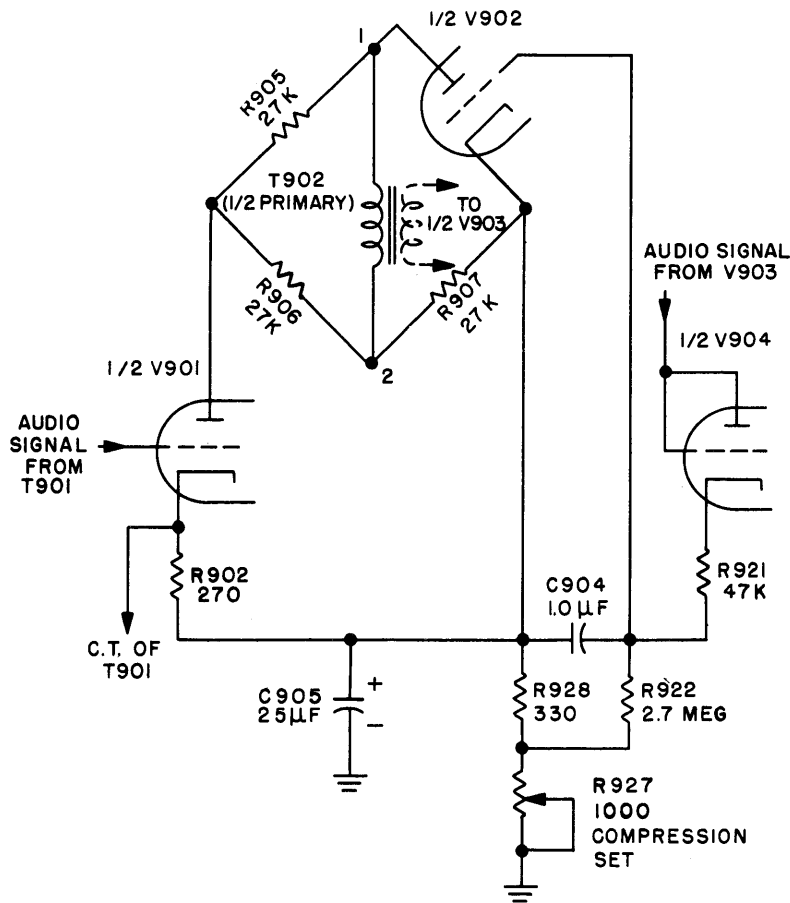 1/2 V902
1
R905
27K
T902
(1/2 PRIMARY)
TO
1/2 V903
R906
27K
R907
27K
2
AUDIO SIGNAL
FROM V903
1/2 V904
1/2 V901
AUDIO
SIGNAL
FROM
T901
R902
270
C.T. OF
T901
C904
1.0µF
R921
47K
C905
25µF
+
–
R928
330
R922
2.7 MEG
R927
1000
COMPRESSION
SET